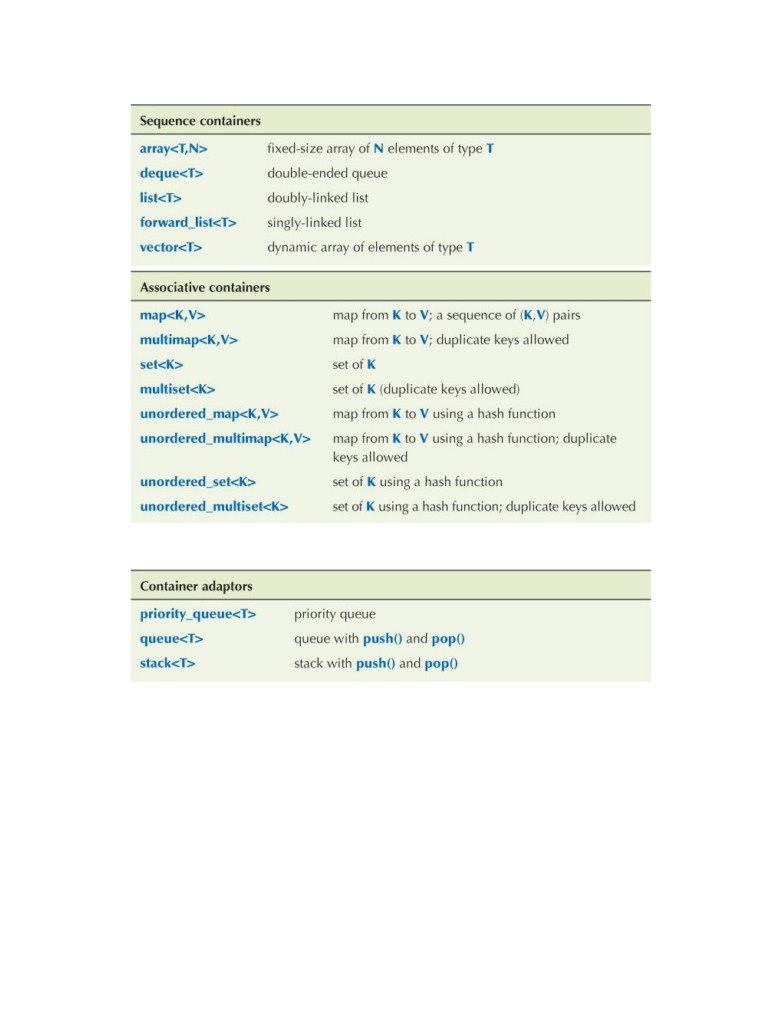 Sequence containers
array<T,N> fixed-size array of N elements of type T
deque<T> double-ended queue
list<T> doubly-linked list
forward_list<T> singly-linked list
vector<T> dynamic array of elements of type T
Associative containers
map<K,V> map from K to V; a sequence of (K,V) pairs
multimap<K,V> map from K to V; duplicate keys allowed
set<K> set of K
multiset<K> set of K (duplicate keys allowed)
unordered_map<K,V> map from K to V using a hash function
unordered_multimap<K,V> map from K to V using a hash function; duplicate
keys allowed
unordered_set<K> set of K using a hash function
unordered_multiset<K> set of K using a hash function; duplicate keys allowed
Container adaptors
priority_queue<T> priority queue
queue<T> queue with push() and pop()
stack<T> stack with push() and pop()